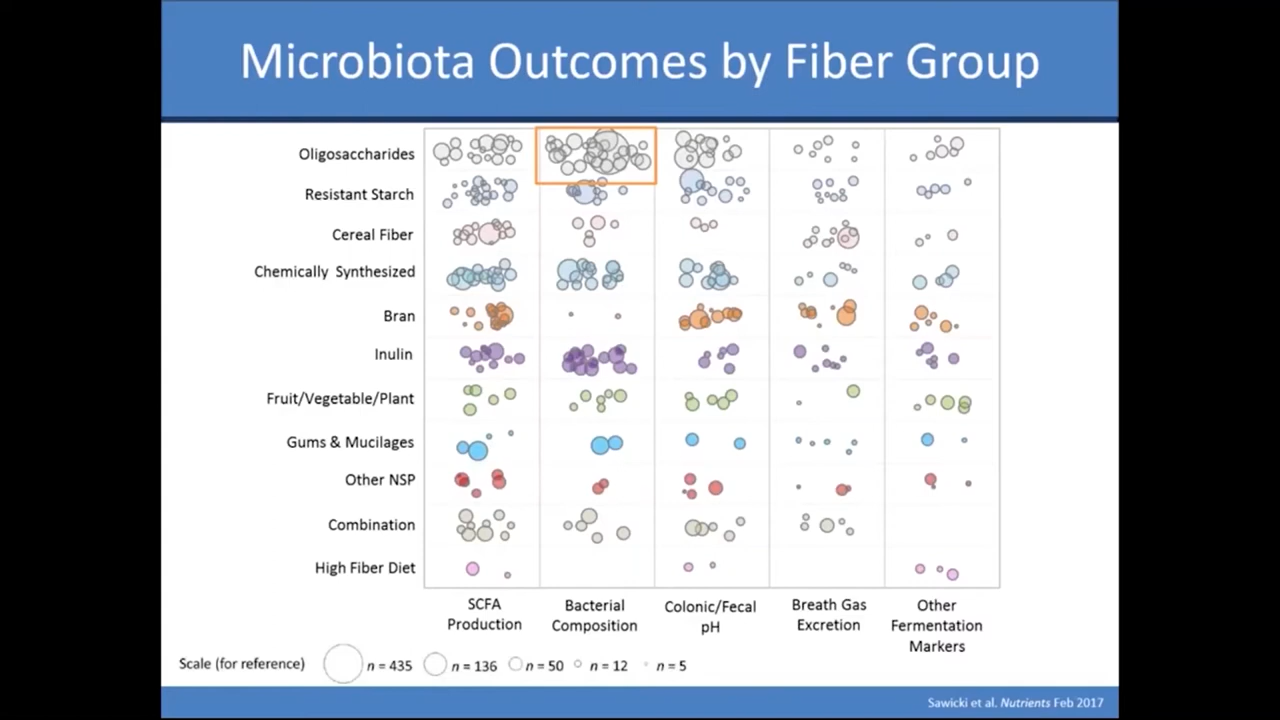 Microbiota Outcomes by Fiber Group
Oligosaccharides
Resistant Starch
Cereal Fiber
Chemically Synthesized
Bran
Inulin
Fruit/Vegetable/Plant
Gums & Mucilages
Other NSP
Combination
High Fiber Diet
SCFA
Production
Bacterial
Composition
Colonic/Fecal
pH
Breath Gas
Excretion
Other
Fermentation
Markers
Scale (for reference) n = 435 n = 136 n = 50 n = 12 n = 5
Sawicki et al. Nutrients Feb 2017